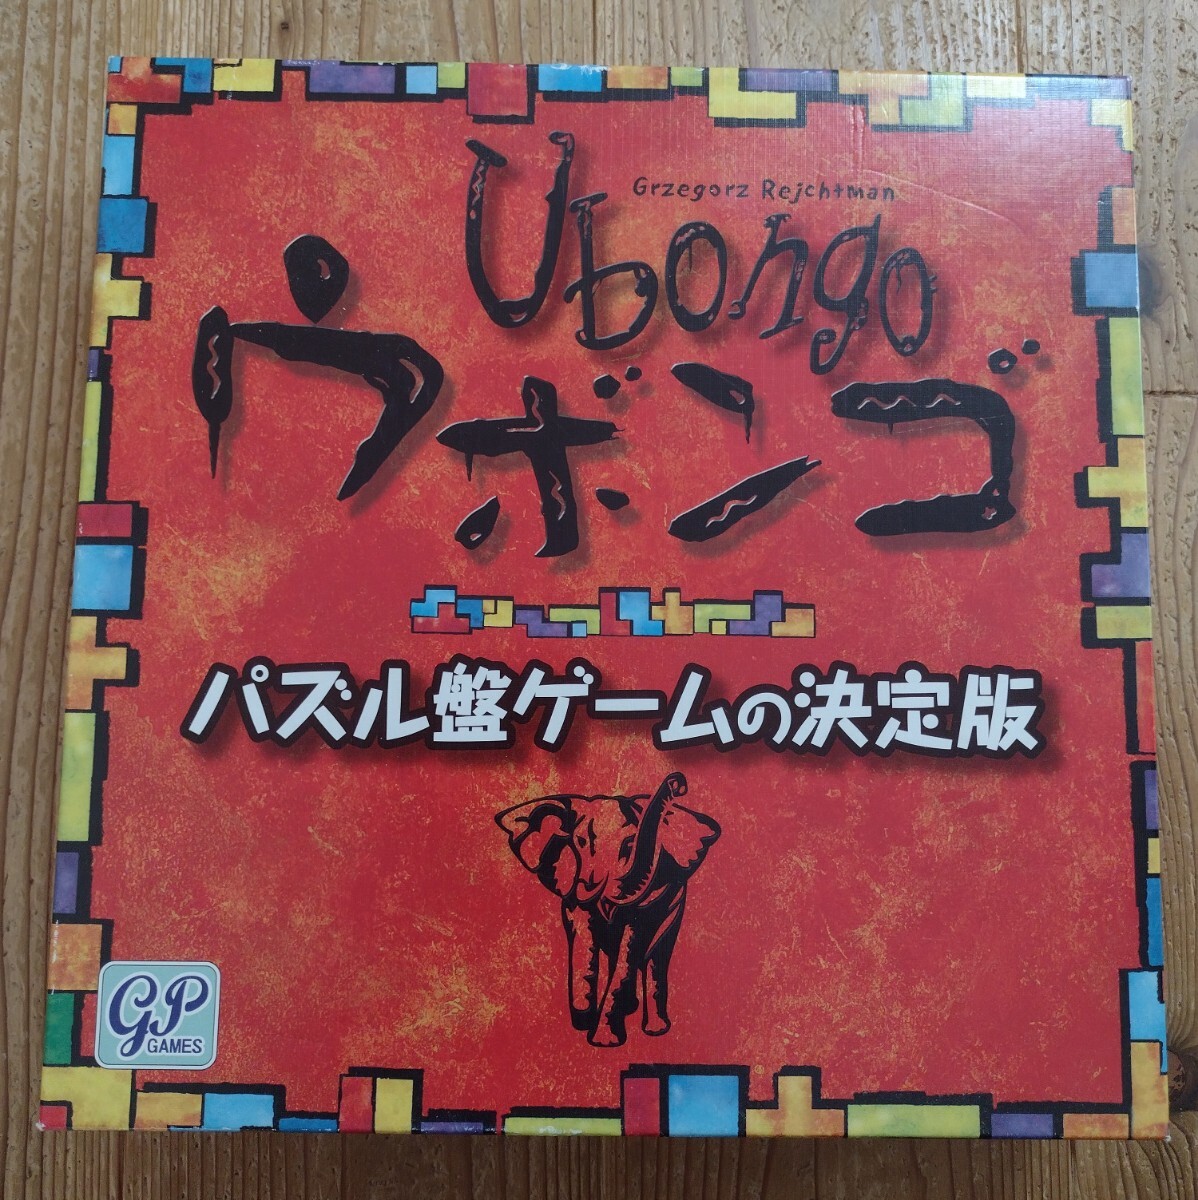 Grzegorz Rejchtman
Ubongo
ウボンゴ
パズル盤ゲームの決定版
GP
GAMES